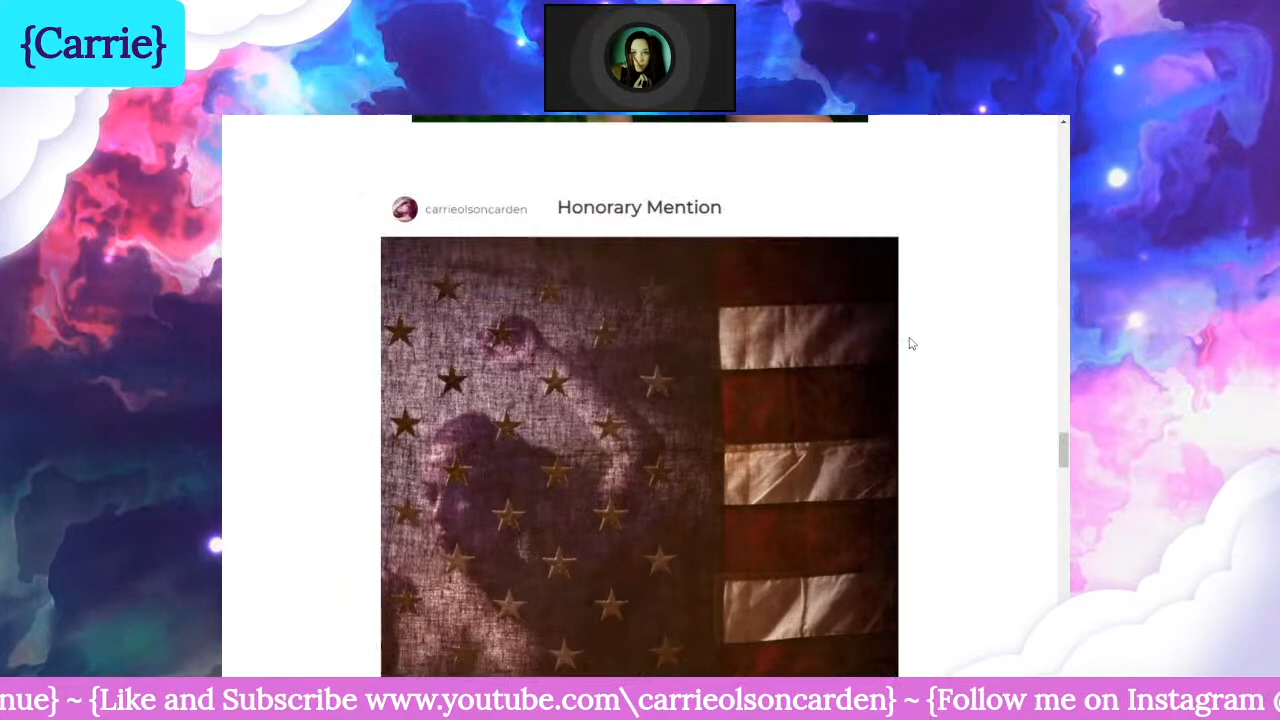 {Carrie}
carrieolsoncarden Honorary Mention
nue} ~ {Like and Subscribe www.youtube.com\carrieolsoncarden} ~ {Follow me on Instagram